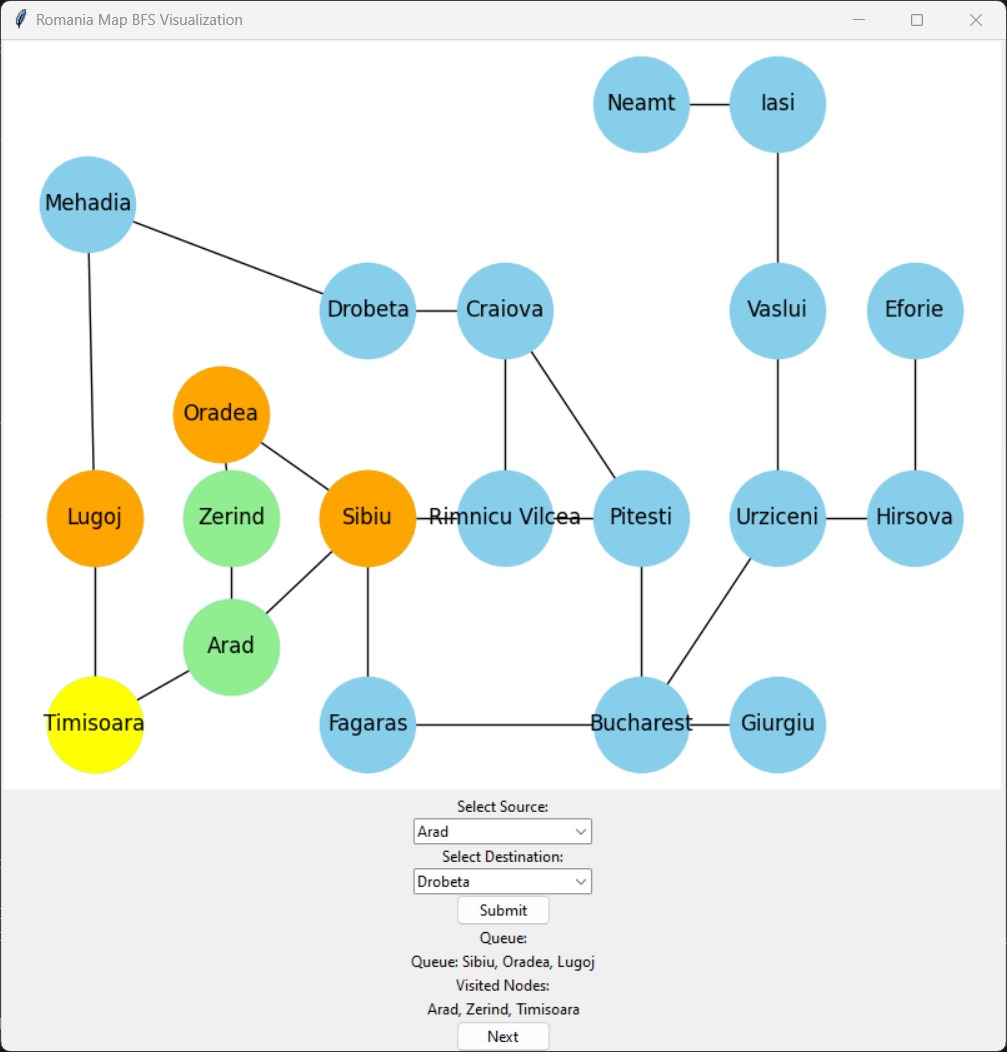 Romania Map BFS Visualization
Neamt
Iasi
Mehadia
Drobeta
Craiova
Vaslui
Eforie
Oradea
Lugoj
Zerind
Sibiu
Rimnicu Vilcea
Pitesti
Urziceni
Hirsova
Arad
Timisoara
Fagaras
Bucharest
Giurgiu
Select Source:
Arad
Select Destination:
Drobeta
Submit
Queue:
Queue: Sibiu, Oradea, Lugoj
Visited Nodes:
Arad, Zerind, Timisoara
Next